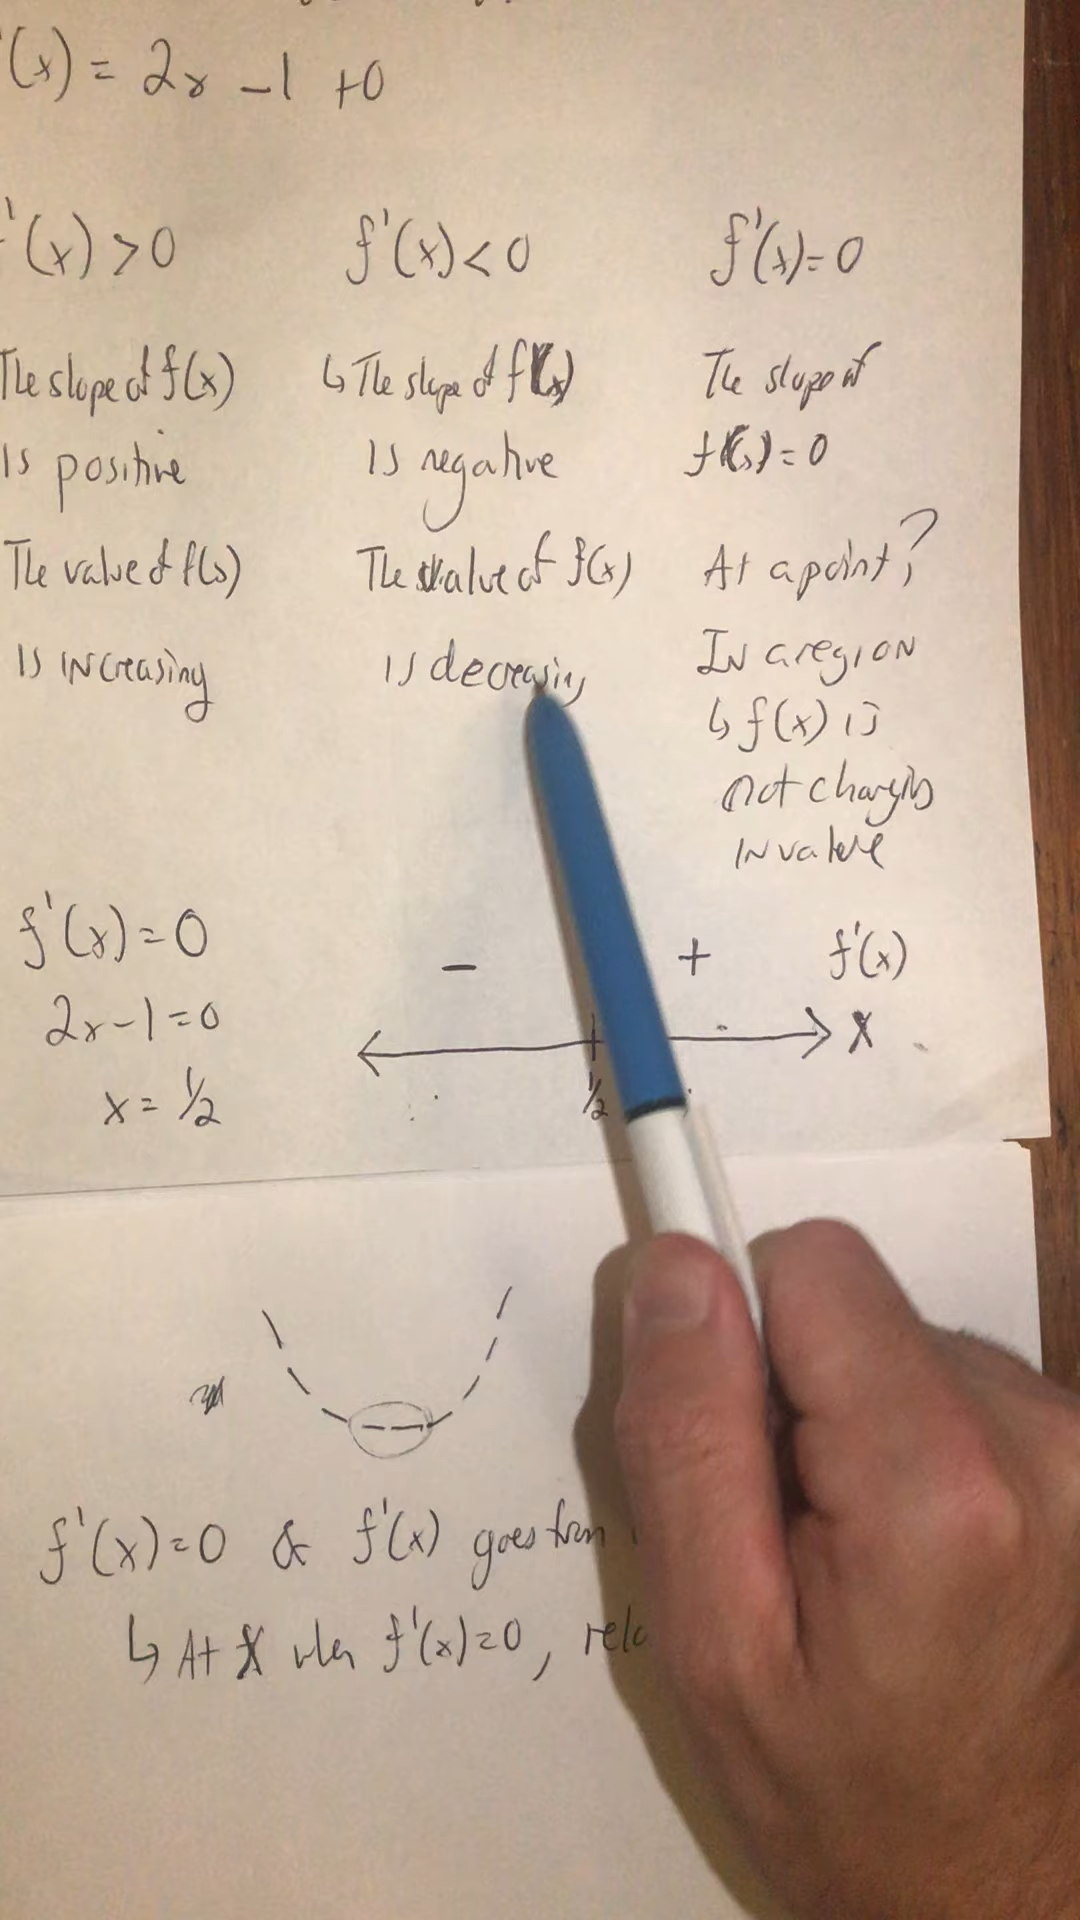 '(x) = 2x - 1 + 0
'(x) > 0
f'(x) < 0
f'(x) = 0
The slope of f(x)
is positive
The value of f(x)
is increasing
↳ The slope of f(x)
is negative
The value of f(x)
is decreasing
The slope of
f(x) = 0
At a point?
In a region
↳ f(x) is
not changing
in value
f'(x) = 0
2x - 1 = 0
x = 1/2
- + f'(x)
x
1/2
f'(x) = 0 & f'(x) goes from
↳ At x when f'(x) = 0, rela